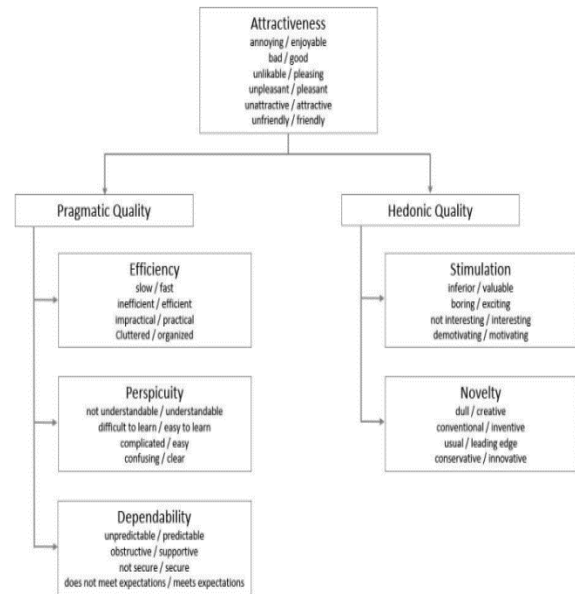 Attractiveness
annoying / enjoyable
bad / good
unlikable / pleasing
unpleasant / pleasant
unattractive / attractive
unfriendly / friendly
Pragmatic Quality
Hedonic Quality
Efficiency
slow / fast
inefficient / efficient
impractical / practical
Cluttered / organized
Stimulation
inferior / valuable
boring / exciting
not interesting / interesting
demotivating / motivating
Perspicuity
not understandable / understandable
difficult to learn / easy to learn
complicated / easy
confusing / clear
Novelty
dull / creative
conventional / inventive
usual / leading edge
conservative / innovative
Dependability
unpredictable / predictable
obstructive / supportive
not secure / secure
does not meet expectations / meets expectations